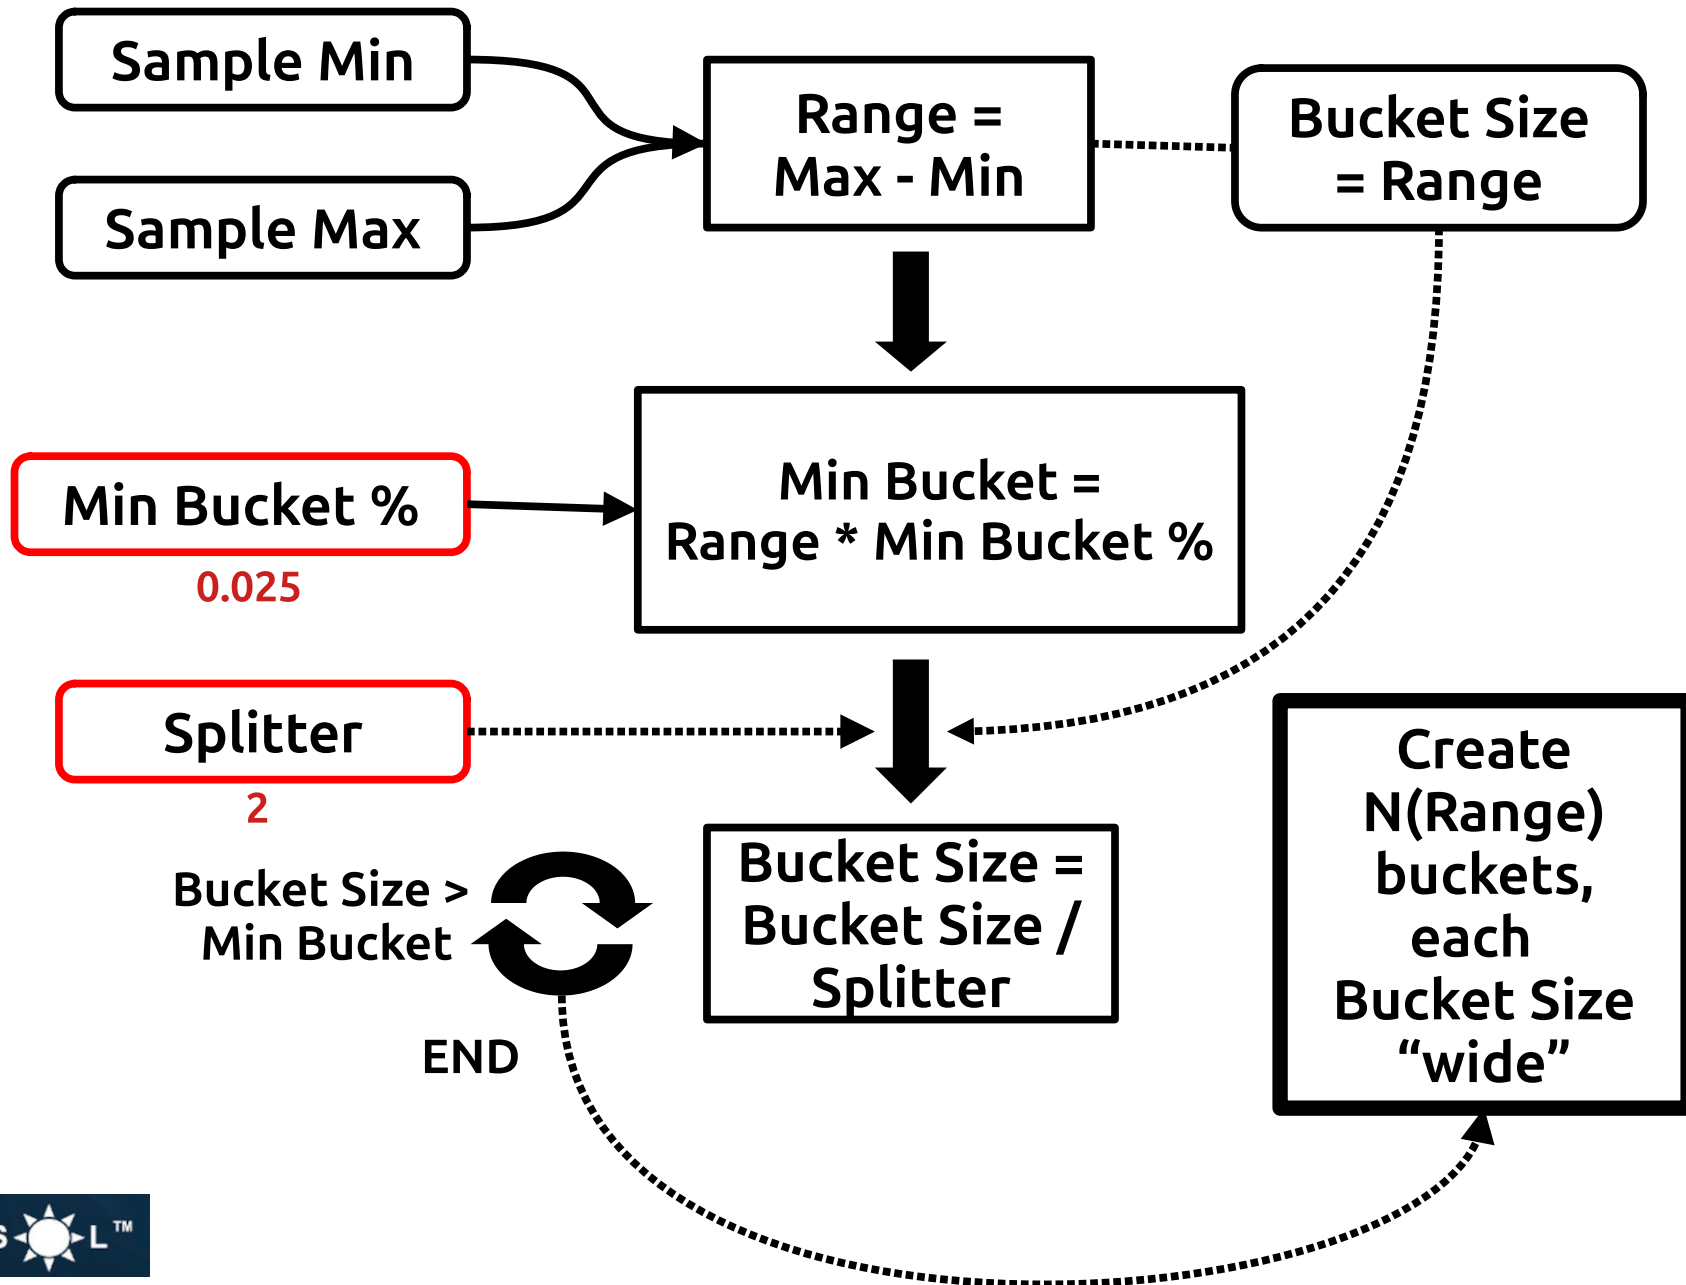 Sample Min
Sample Max
Range =
Max - Min
Bucket Size
= Range
Min Bucket %
0.025
Min Bucket =
Range * Min Bucket %
Splitter
2
Bucket Size >
Min Bucket
END
Bucket Size =
Bucket Size /
Splitter
Create
N(Range)
buckets,
each
Bucket Size
“wide”
L™